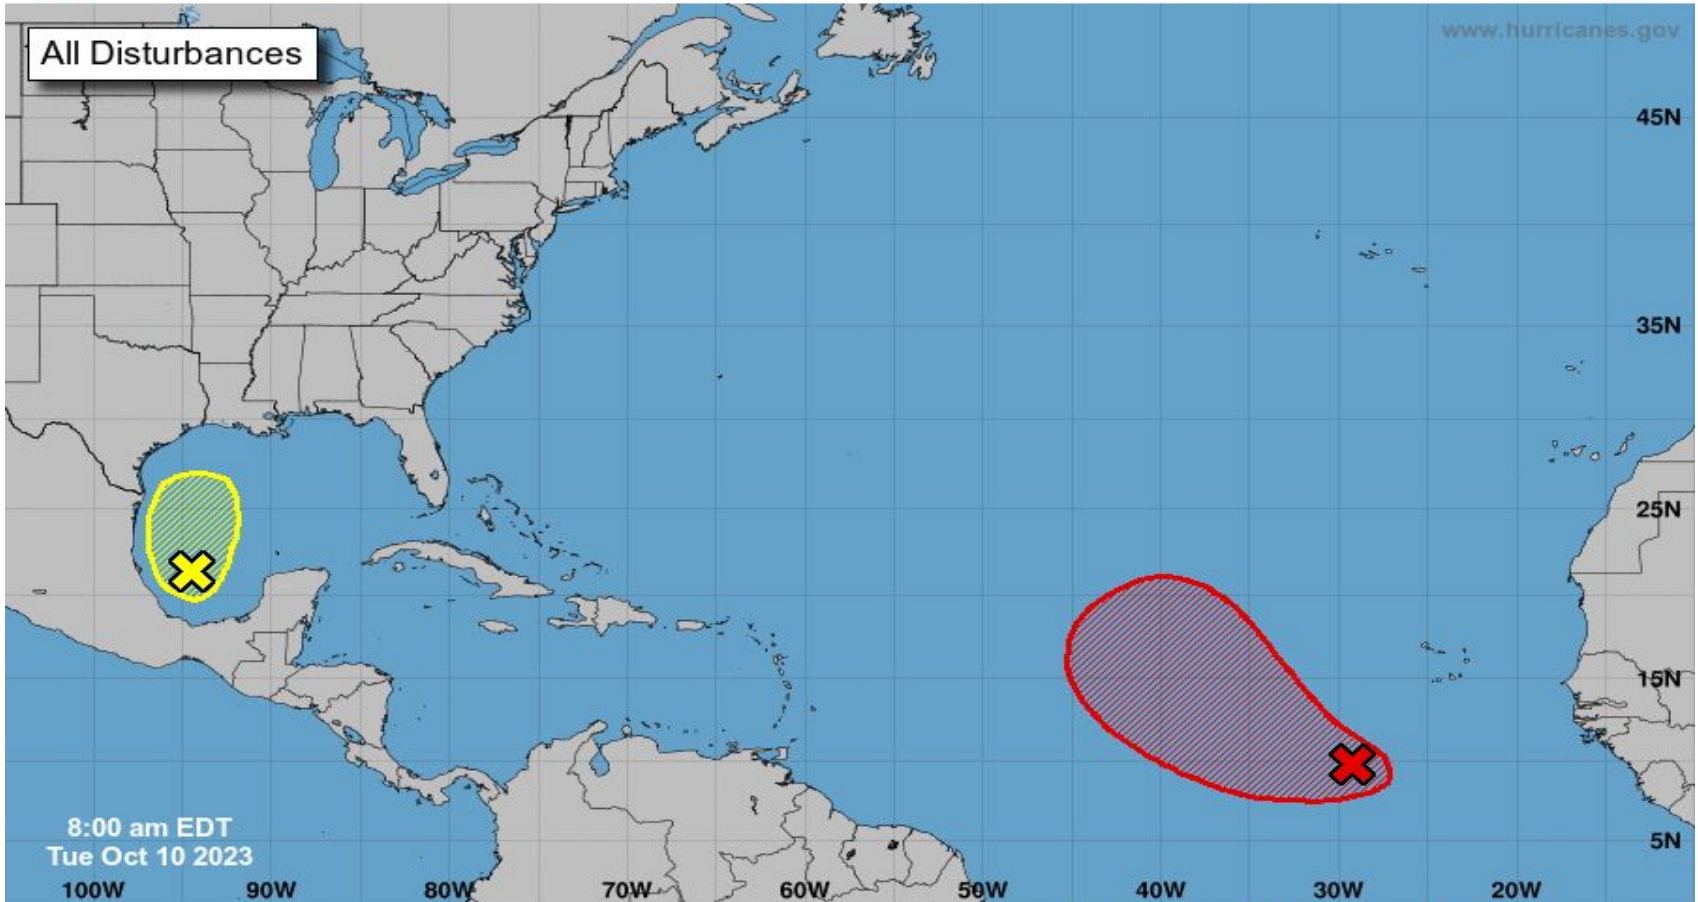 All Disturbances
www.hurricanes.gov
45N
35N
25N
15N
5N
8:00 am EDT
Tue Oct 10 2023
100W 90W 80W 70W 60W 50W 40W 30W 20W